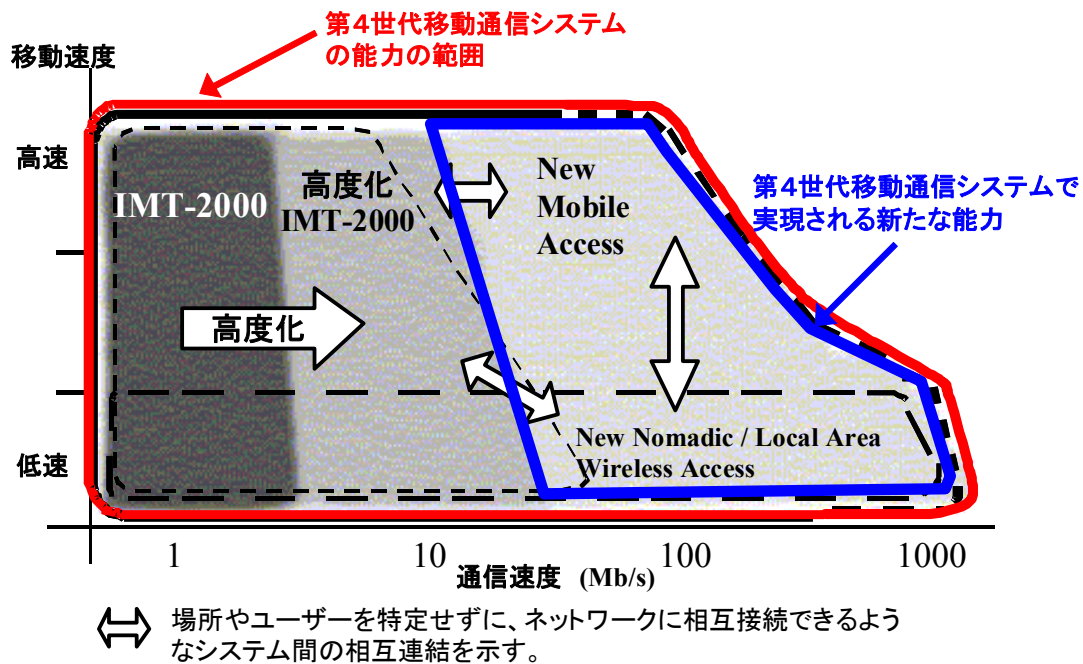 第4世代移動通信システム
の能力の範囲
移動速度
高速
IMT-2000
高度化
IMT-2000
New
Mobile
Access
第4世代移動通信システムで
実現される新たな能力
高度化
低速
New Nomadic / Local Area
Wireless Access
1 10 100 1000
通信速度 (Mb/s)
場所やユーザーを特定せずに、ネットワークに相互接続できるよう
なシステム間の相互連結を示す。